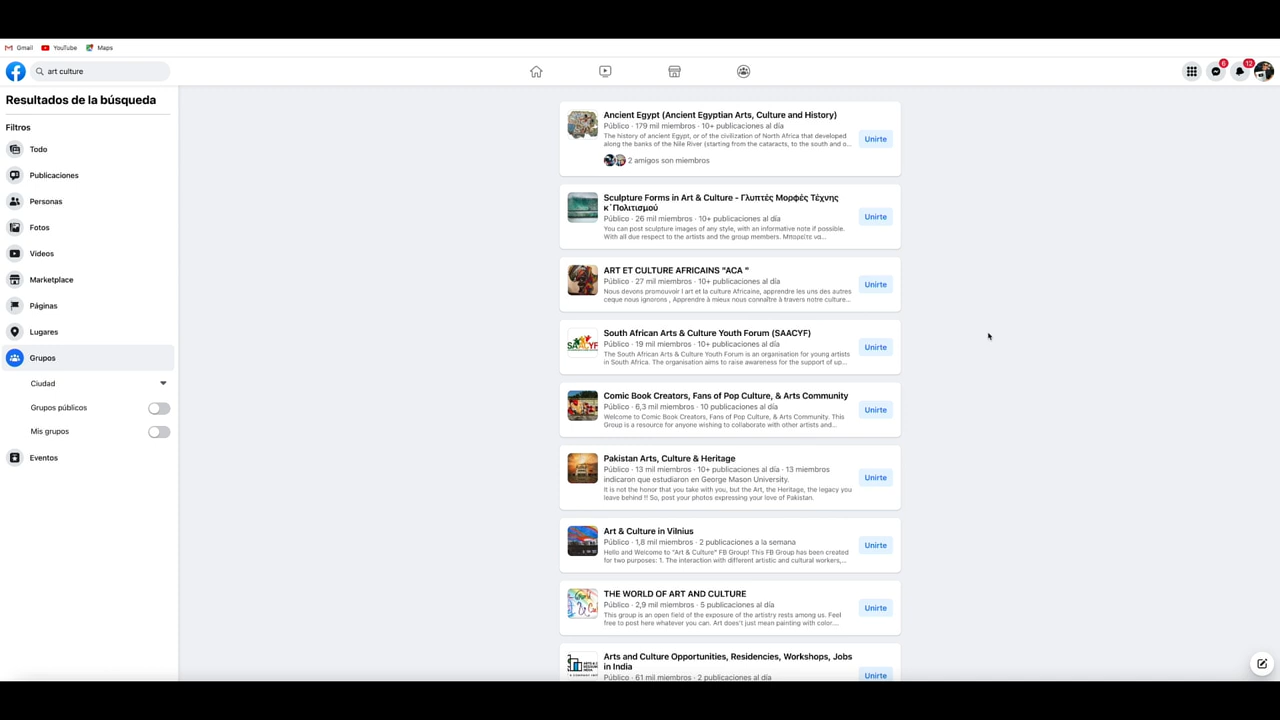 Gmail YouTube Maps
art culture
6
12
Resultados de la búsqueda
Filtros
Todo
Publicaciones
Personas
Fotos
Videos
Marketplace
Páginas
Lugares
Grupos
Ciudad
Grupos públicos
Mis grupos
Eventos
Ancient Egypt (Ancient Egyptian Arts, Culture and History)
Público · 179 mil miembros · 10+ publicaciones al día
The history of ancient Egypt, or of the civilization of North Africa that developed
along the banks of the Nile River (starting from the cataracts, to the south and o...
2 amigos son miembros
Unirte
Sculpture Forms in Art & Culture - Γλυπτές Μορφές Τέχνης
κ΄Πολιτισμού
Público · 26 mil miembros · 10+ publicaciones al día
You can post sculpture images of any style, with an informative note if possible.
With all due respect to the artists and the group members. Μπορείτε να...
Unirte
ART ET CULTURE AFRICAINS "ACA "
Público · 27 mil miembros · 10+ publicaciones al día
Nous devons promouvoir l art et la culture Africaine, apprendre les uns des autres
ceque nous ignorons , Apprendre à mieux nous connaître à travers notre culture...
Unirte
South African Arts & Culture Youth Forum (SAACYF)
Público · 19 mil miembros · 10+ publicaciones al día
The South African Arts & Culture Youth Forum is an organisation for young artists
in South Africa. The organisation aims to raise awareness for the support of up...
Unirte
Comic Book Creators, Fans of Pop Culture, & Arts Community
Público · 6,3 mil miembros · 10 publicaciones al día
Welcome to Comic Book Creators, Fans of Pop Culture, & Arts Community. This
Group is a resource for anyone wishing to collaborate with other artists and...
Unirte
Pakistan Arts, Culture & Heritage
Público · 13 mil miembros · 10+ publicaciones al día · 13 miembros
indicaron que estudiaron en George Mason University.
It is not the honor that you take with you, but the Art, the Heritage, the legacy you
leave behind !! So, post your photos expressing your love of Pakistan.
Unirte
Art & Culture in Vilnius
Público · 1,8 mil miembros · 2 publicaciones a la semana
Hello and Welcome to "Art & Culture" FB Group! This FB Group has been created
for two purposes: 1. The interaction with different artistic and cultural workers,...
Unirte
THE WORLD OF ART AND CULTURE
Público · 2,9 mil miembros · 5 publicaciones al día
This group is an open field of the exposure of the artistry rests among us. Feel
free to post here whatever you can. Art does't just mean painting with color....
Unirte
Arts and Culture Opportunities, Residencies, Workshops, Jobs
in India
Público · 61 mil miembros · 2 publicaciones al día
Unirte